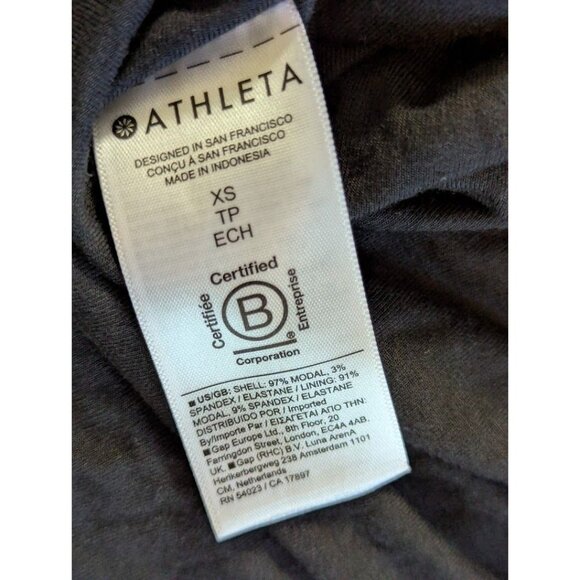 ATHLETA
DESIGNED IN SAN FRANCISCO
CONÇU À SAN FRANCISCO
MADE IN INDONESIA
XS
TP
ECH
Certified
Certifiée
B
Entreprise
®
Corporation
■ US/GB: SHELL: 97% MODAL, 3%
SPANDEX / ELASTANE / LINING: 91%
MODAL, 9% SPANDEX / ELASTANE
DISTRIBUIDO POR / Imported
By/Importe Par / ΕΙΣΑΓΕΤΑΙ ΑΠΟ ΤΗΝ:
■ Gap Europe Ltd., 8th Floor, 20
Farringdon Street, London, EC4A 4AB,
UK. ■ Gap (RHC) B.V. Luna ArenA
Herikerbergweg 238 Amsterdam 1101
CM, Netherlands
RN 54023 / CA 17897